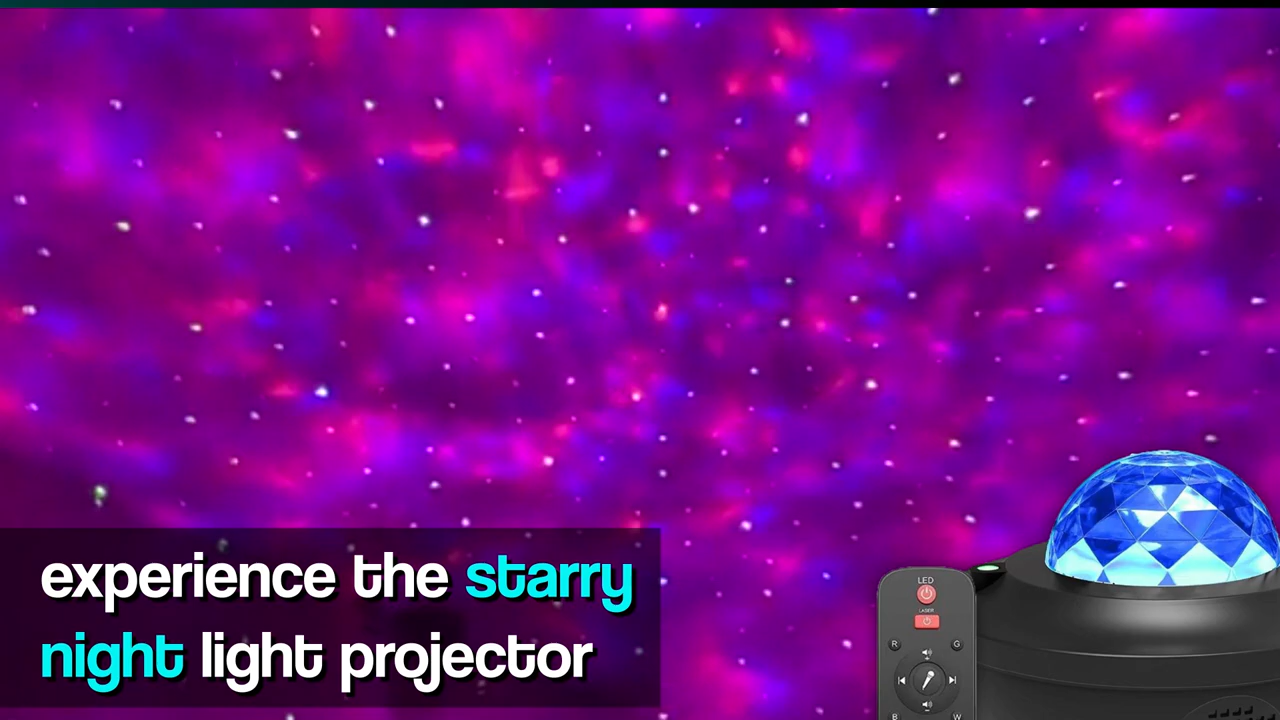 experience the starry
night light projector
LED
LASER
R G
B W